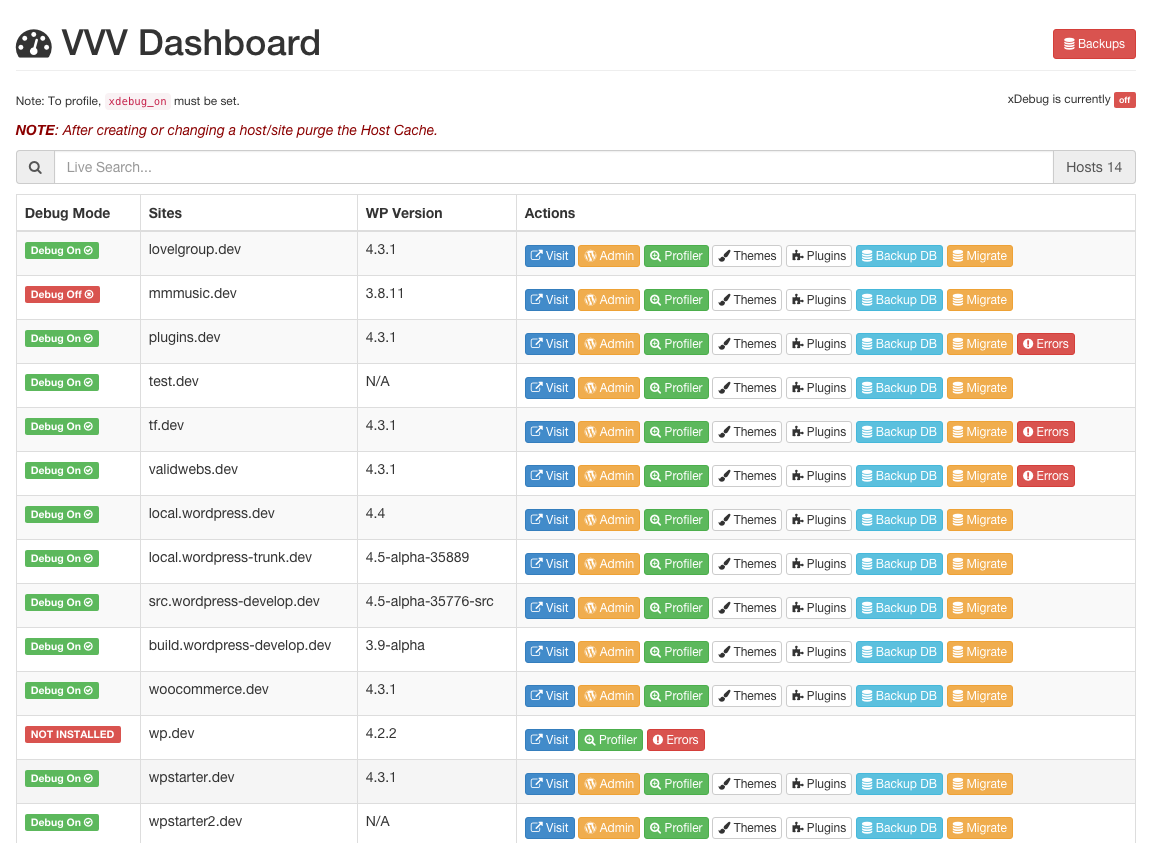 VVV Dashboard Backups
Note: To profile, xdebug_on must be set. xDebug is currently off
NOTE: After creating or changing a host/site purge the Host Cache.
Live Search... Hosts 14
Debug Mode Sites WP Version Actions
Debug On lovelgroup.dev 4.3.1 Visit Admin Profiler Themes Plugins Backup DB Migrate
Debug Off mmmusic.dev 3.8.11 Visit Admin Profiler Themes Plugins Backup DB Migrate
Debug On plugins.dev 4.3.1 Visit Admin Profiler Themes Plugins Backup DB Migrate Errors
Debug On test.dev N/A Visit Admin Profiler Themes Plugins Backup DB Migrate
Debug On tf.dev 4.3.1 Visit Admin Profiler Themes Plugins Backup DB Migrate Errors
Debug On validwebs.dev 4.3.1 Visit Admin Profiler Themes Plugins Backup DB Migrate Errors
Debug On local.wordpress.dev 4.4 Visit Admin Profiler Themes Plugins Backup DB Migrate
Debug On local.wordpress-trunk.dev 4.5-alpha-35889 Visit Admin Profiler Themes Plugins Backup DB Migrate
Debug On src.wordpress-develop.dev 4.5-alpha-35776-src Visit Admin Profiler Themes Plugins Backup DB Migrate
Debug On build.wordpress-develop.dev 3.9-alpha Visit Admin Profiler Themes Plugins Backup DB Migrate
Debug On woocommerce.dev 4.3.1 Visit Admin Profiler Themes Plugins Backup DB Migrate
NOT INSTALLED wp.dev 4.2.2 Visit Profiler Errors
Debug On wpstarter.dev 4.3.1 Visit Admin Profiler Themes Plugins Backup DB Migrate
Debug On wpstarter2.dev N/A Visit Admin Profiler Themes Plugins Backup DB Migrate